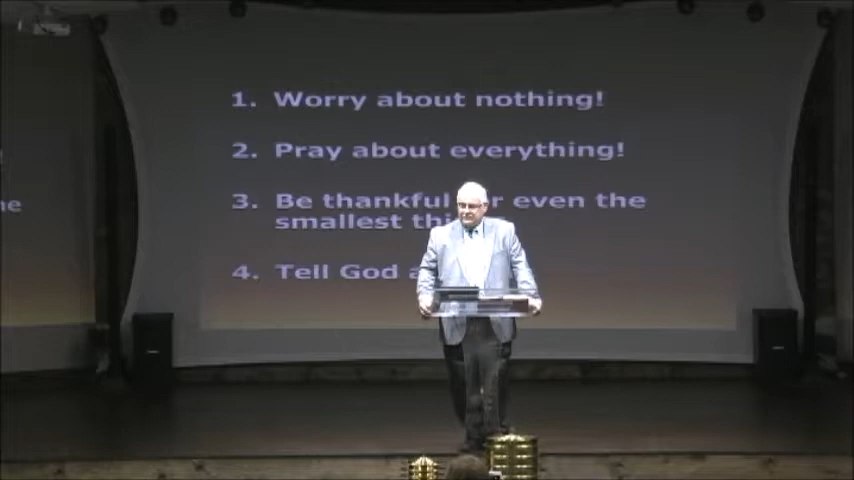 1. Worry about nothing!
2. Pray about everything!
3. Be thankful even the
smallest
4. Tell God